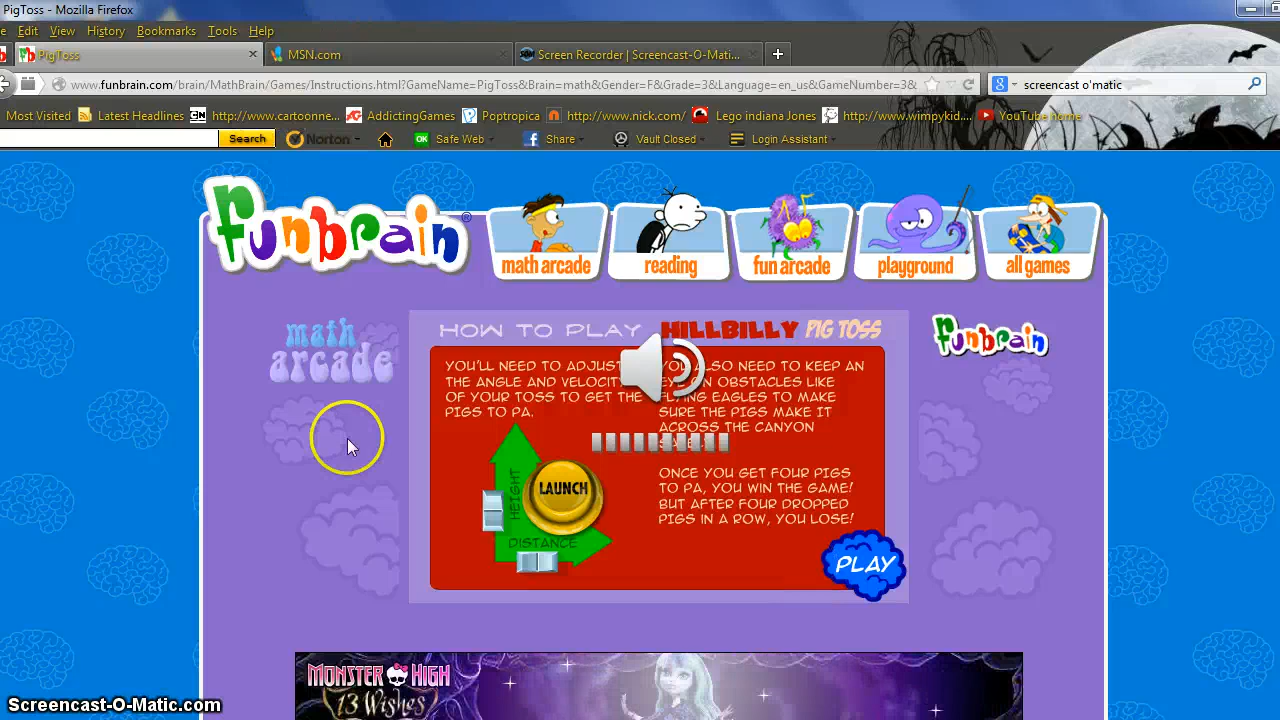 PigToss - Mozilla Firefox
Edit View History Bookmarks Tools Help
PigToss
MSN.com
Screen Recorder | Screencast-O-Mati...
www.funbrain.com/brain/MathBrain/Games/Instructions.html?GameName=PigToss&Brain=math&Gender=F&Grade=3&Language=en_us&GameNumber=3&
screencast o'matic
Most Visited Latest Headlines http://www.cartoonne... AddictingGames Poptropica http://www.nick.com/ Lego indiana Jones http://www.wimpykid.... YouTube home
Search Norton Safe Web Share Vault Closed Login Assistant
funbrain
math arcade
reading
fun arcade
playground
all games
math
arcade
HOW TO PLAY HILLBILLY PIG TOSS
funbrain
YOU'LL NEED TO ADJUST
THE ANGLE AND VELOCITY
OF YOUR TOSS TO GET THE
PIGS TO PA.
ALSO NEED TO KEEP AN
ON OBSTACLES LIKE
FLYING EAGLES TO MAKE
SURE THE PIGS MAKE IT
ACROSS THE CANYON
ONCE YOU GET FOUR PIGS
TO PA, YOU WIN THE GAME!
BUT AFTER FOUR DROPPED
PIGS IN A ROW, YOU LOSE!
HEIGHT
LAUNCH
DISTANCE
PLAY
MONSTER HIGH
13 Wishes
Screencast-O-Matic.com